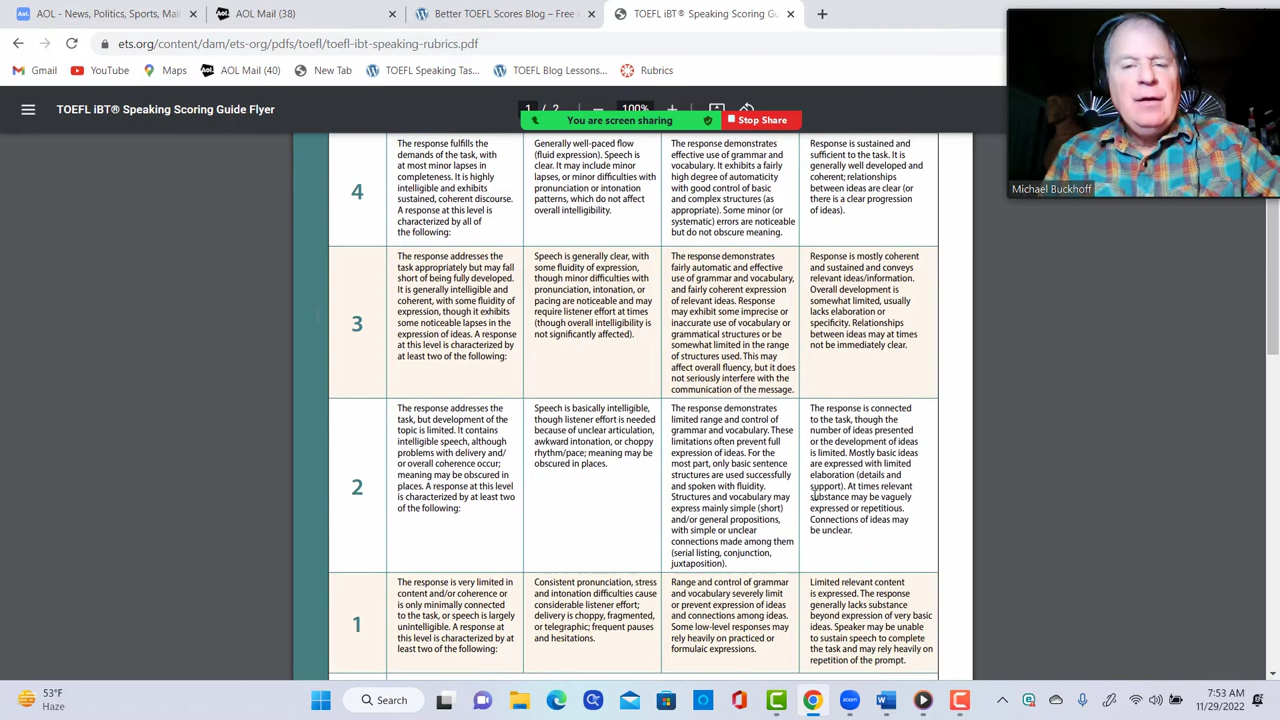 AOL - News, Politics, Sports, Mail
AOL Mail (38)
Better TOEFL Scores Blog – Free
TOEFL iBT® Speaking Scoring Gu
ets.org/content/dam/ets-org/pdfs/toefl/toefl-ibt-speaking-rubrics.pdf
Gmail
YouTube
Maps
AOL Mail (40)
New Tab
TOEFL Speaking Tas...
TOEFL Blog Lessons...
Rubrics
TOEFL iBT® Speaking Scoring Guide Flyer
1 / 2
100%
You are screen sharing
Stop Share
Michael Buckhoff
4
The response fulfills the
demands of the task, with
at most minor lapses in
completeness. It is highly
intelligible and exhibits
sustained, coherent discourse.
A response at this level is
characterized by all of
the following:
Generally well-paced flow
(fluid expression). Speech is
clear. It may include minor
lapses, or minor difficulties with
pronunciation or intonation
patterns, which do not affect
overall intelligibility.
The response demonstrates
effective use of grammar and
vocabulary. It exhibits a fairly
high degree of automaticity
with good control of basic
and complex structures (as
appropriate). Some minor (or
systematic) errors are noticeable
but do not obscure meaning.
Response is sustained and
sufficient to the task. It is
generally well developed and
coherent; relationships
between ideas are clear (or
there is a clear progression
of ideas).
3
The response addresses the
task appropriately but may fall
short of being fully developed.
It is generally intelligible and
coherent, with some fluidity of
expression, though it exhibits
some noticeable lapses in the
expression of ideas. A response
at this level is characterized by
at least two of the following:
Speech is generally clear, with
some fluidity of expression,
though minor difficulties with
pronunciation, intonation, or
pacing are noticeable and may
require listener effort at times
(though overall intelligibility is
not significantly affected).
The response demonstrates
fairly automatic and effective
use of grammar and vocabulary,
and fairly coherent expression
of relevant ideas. Response
may exhibit some imprecise or
inaccurate use of vocabulary or
grammatical structures or be
somewhat limited in the range
of structures used. This may
affect overall fluency, but it does
not seriously interfere with the
communication of the message.
Response is mostly coherent
and sustained and conveys
relevant ideas/information.
Overall development is
somewhat limited, usually
lacks elaboration or
specificity. Relationships
between ideas may at times
not be immediately clear.
2
The response addresses the
task, but development of the
topic is limited. It contains
intelligible speech, although
problems with delivery and/
or overall coherence occur;
meaning may be obscured in
places. A response at this level
is characterized by at least two
of the following:
Speech is basically intelligible,
though listener effort is needed
because of unclear articulation,
awkward intonation, or choppy
rhythm/pace; meaning may be
obscured in places.
The response demonstrates
limited range and control of
grammar and vocabulary. These
limitations often prevent full
expression of ideas. For the
most part, only basic sentence
structures are used successfully
and spoken with fluidity.
Structures and vocabulary may
express mainly simple (short)
and/or general propositions,
with simple or unclear
connections made among them
(serial listing, conjunction,
juxtaposition).
The response is connected
to the task, though the
number of ideas presented
or the development of ideas
is limited. Mostly basic ideas
are expressed with limited
elaboration (details and
support). At times relevant
substance may be vaguely
expressed or repetitious.
Connections of ideas may
be unclear.
1
The response is very limited in
content and/or coherence or
is only minimally connected
to the task, or speech is largely
unintelligible. A response at
this level is characterized by at
least two of the following:
Consistent pronunciation, stress
and intonation difficulties cause
considerable listener effort;
delivery is choppy, fragmented,
or telegraphic; frequent pauses
and hesitations.
Range and control of grammar
and vocabulary severely limit
or prevent expression of ideas
and connections among ideas.
Some low-level responses may
rely heavily on practiced or
formulaic expressions.
Limited relevant content
is expressed. The response
generally lacks substance
beyond expression of very basic
ideas. Speaker may be unable
to sustain speech to complete
the task and may rely heavily on
repetition of the prompt.
53°F
Haze
Search
7:53 AM
11/29/2022